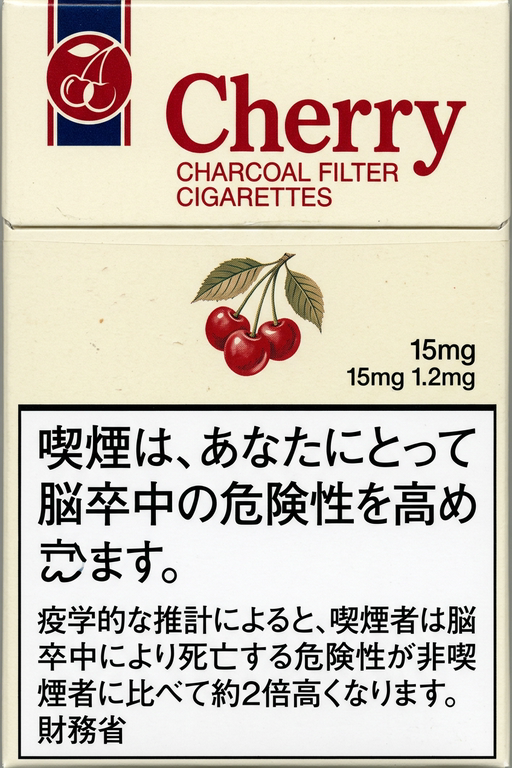 Cherry
CHARCOAL FILTER
CIGARETTES
15mg
15mg 1.2mg
喫煙は、あなたにとって
脳卒中の危険性を高め
ます。
疫学的な推計によると、喫煙者は脳
卒中により死亡する危険性が非喫
煙者に比べて約2倍高くなります。
財務省